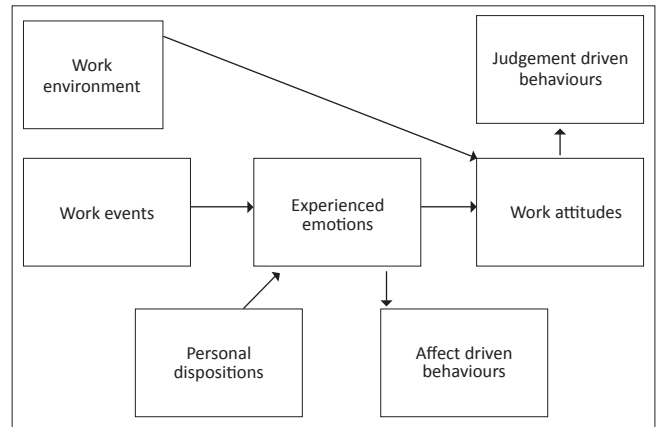 Work
environment
Judgement driven
behaviours
Work events
Experienced
emotions
Work attitudes
Personal
dispositions
Affect driven
behaviours